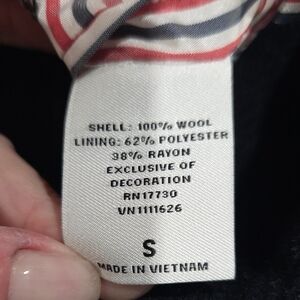 SHELL: 100% WOOL
LINING: 62% POLYESTER
38% RAYON
EXCLUSIVE OF
DECORATION
RN17730
VN1111626
S
MADE IN VIETNAM